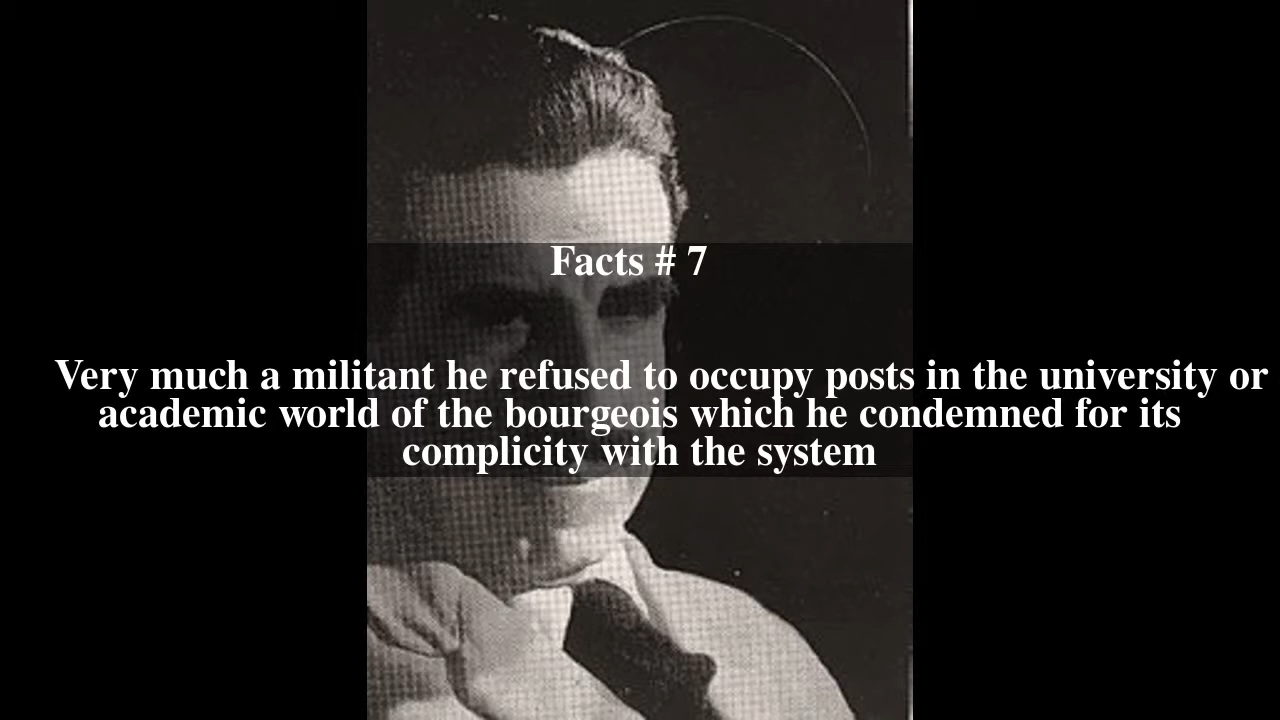 Facts # 7
Very much a militant he refused to occupy posts in the university or
academic world of the bourgeois which he condemned for its
complicity with the system